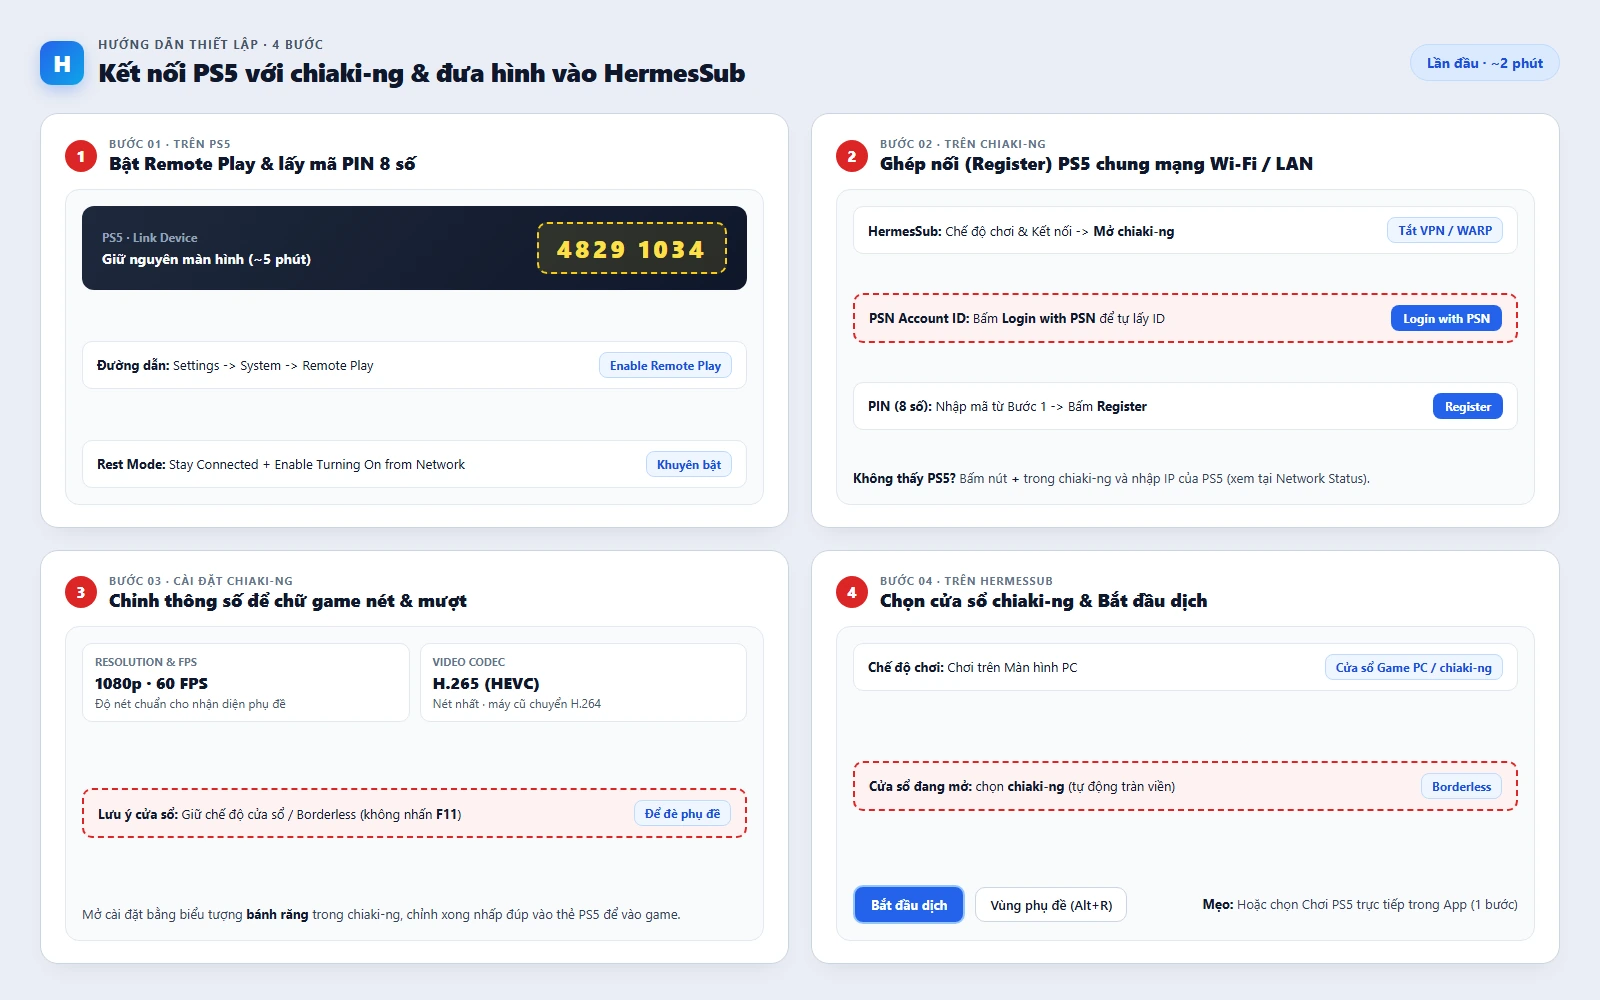 H
HƯỚNG DẪN THIẾT LẬP · 4 BƯỚC
Kết nối PS5 với chiaki-ng & đưa hình vào HermesSub
Lần đầu · ~2 phút
1
BƯỚC 01 · TRÊN PS5
Bật Remote Play & lấy mã PIN 8 số
PS5 · Link Device
Giữ nguyên màn hình (~5 phút)
4829 1034
Đường dẫn: Settings -> System -> Remote Play
Enable Remote Play
Rest Mode: Stay Connected + Enable Turning On from Network
Khuyên bật
2
BƯỚC 02 · TRÊN CHIAKI-NG
Ghép nối (Register) PS5 chung mạng Wi-Fi / LAN
HermesSub: Chế độ chơi & Kết nối -> Mở chiaki-ng
Tắt VPN / WARP
PSN Account ID: Bấm Login with PSN để tự lấy ID
Login with PSN
PIN (8 số): Nhập mã từ Bước 1 -> Bấm Register
Register
Không thấy PS5? Bấm nút + trong chiaki-ng và nhập IP của PS5 (xem tại Network Status).
3
BƯỚC 03 · CÀI ĐẶT CHIAKI-NG
Chỉnh thông số để chữ game nét & mượt
RESOLUTION & FPS
1080p · 60 FPS
Độ nét chuẩn cho nhận diện phụ đề
VIDEO CODEC
H.265 (HEVC)
Nét nhất · máy cũ chuyển H.264
Lưu ý cửa sổ: Giữ chế độ cửa sổ / Borderless (không nhấn F11)
Để đè phụ đề
Mở cài đặt bằng biểu tượng bánh răng trong chiaki-ng, chỉnh xong nhấp đúp vào thẻ PS5 để vào game.
4
BƯỚC 04 · TRÊN HERMESSUB
Chọn cửa sổ chiaki-ng & Bắt đầu dịch
Chế độ chơi: Chơi trên Màn hình PC
Cửa sổ Game PC / chiaki-ng
Cửa sổ đang mở: chọn chiaki-ng (tự động tràn viền)
Borderless
Bắt đầu dịch
Vùng phụ đề (Alt+R)
Mẹo: Hoặc chọn Chơi PS5 trực tiếp trong App (1 bước)